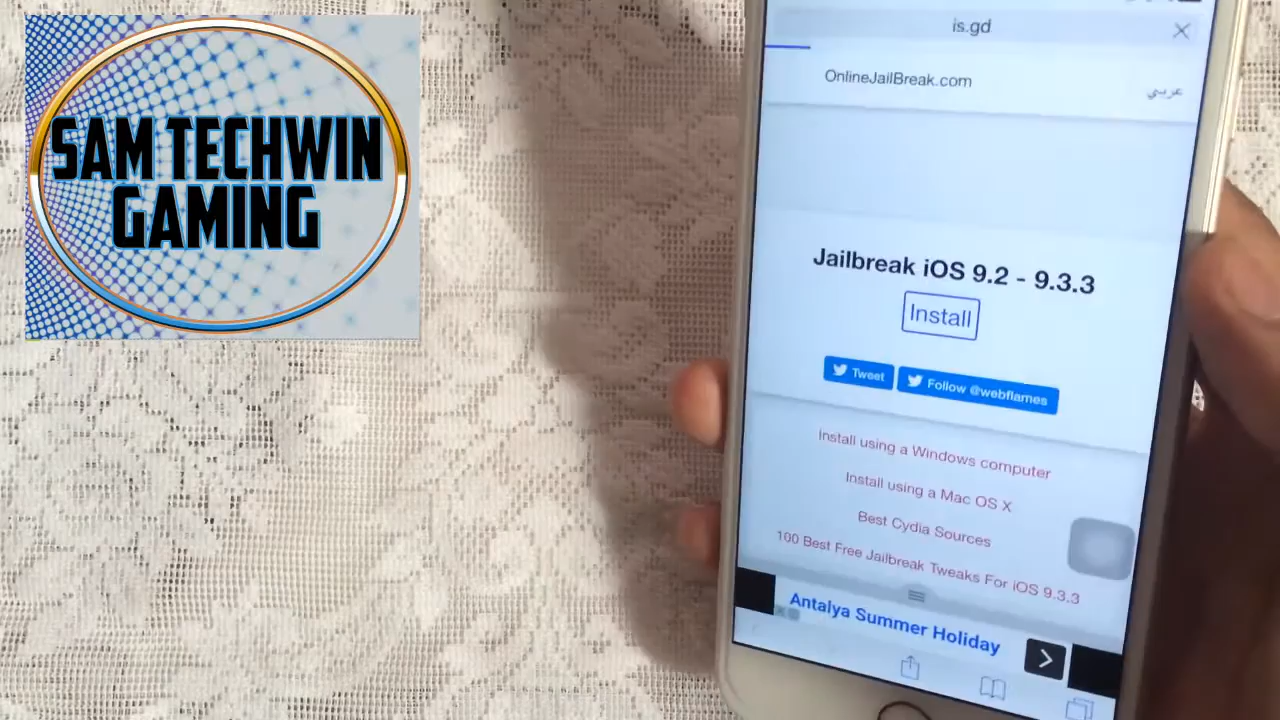 SAM TECHWIN
GAMING
is.gd
OnlineJailBreak.com
عربي
Jailbreak iOS 9.2 - 9.3.3
Install
Tweet
Follow @webflames
Install using a Windows computer
Install using a Mac OS X
Best Cydia Sources
100 Best Free Jailbreak Tweaks For iOS 9.3.3
Antalya Summer Holiday